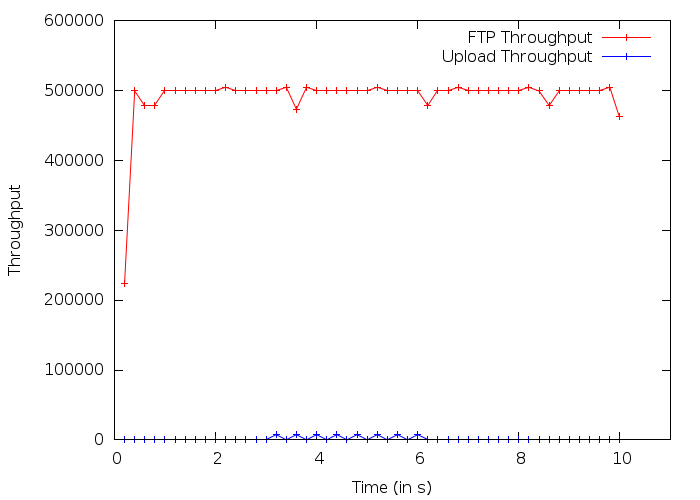 600000
500000
400000
300000
200000
100000
0
Throughput
FTP Throughput
Upload Throughput
0 2 4 6 8 10
Time (in s)